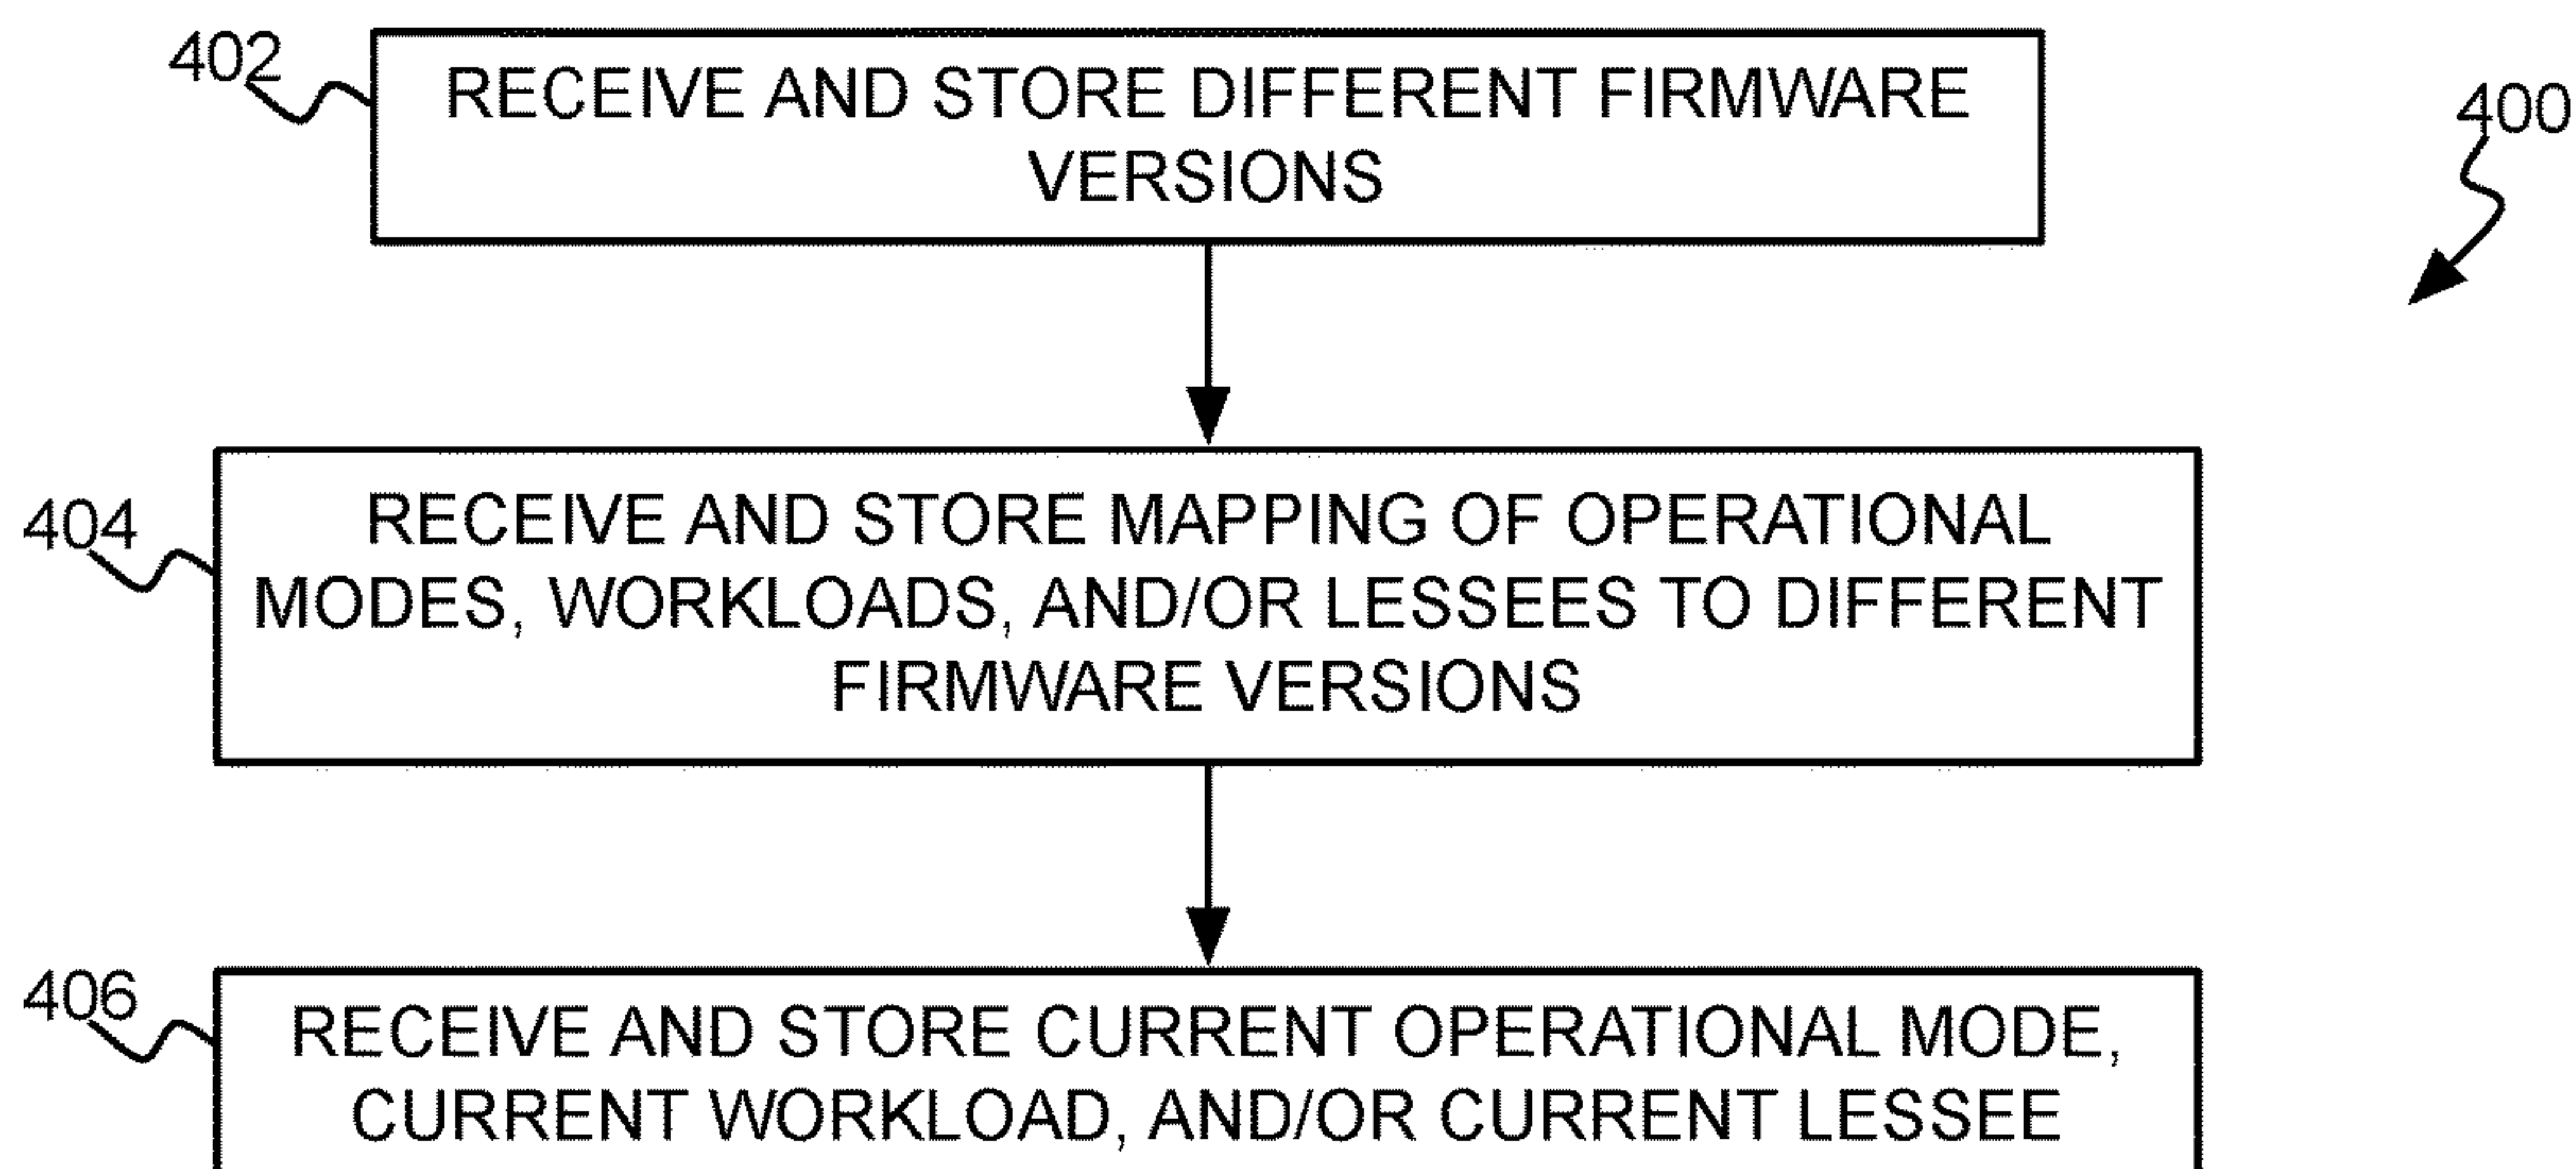 402
RECEIVE AND STORE DIFFERENT FIRMWARE
VERSIONS
400
404
RECEIVE AND STORE MAPPING OF OPERATIONAL
MODES, WORKLOADS, AND/OR LESSEES TO DIFFERENT
FIRMWARE VERSIONS
406
RECEIVE AND STORE CURRENT OPERATIONAL MODE,
CURRENT WORKLOAD, AND/OR CURRENT LESSEE